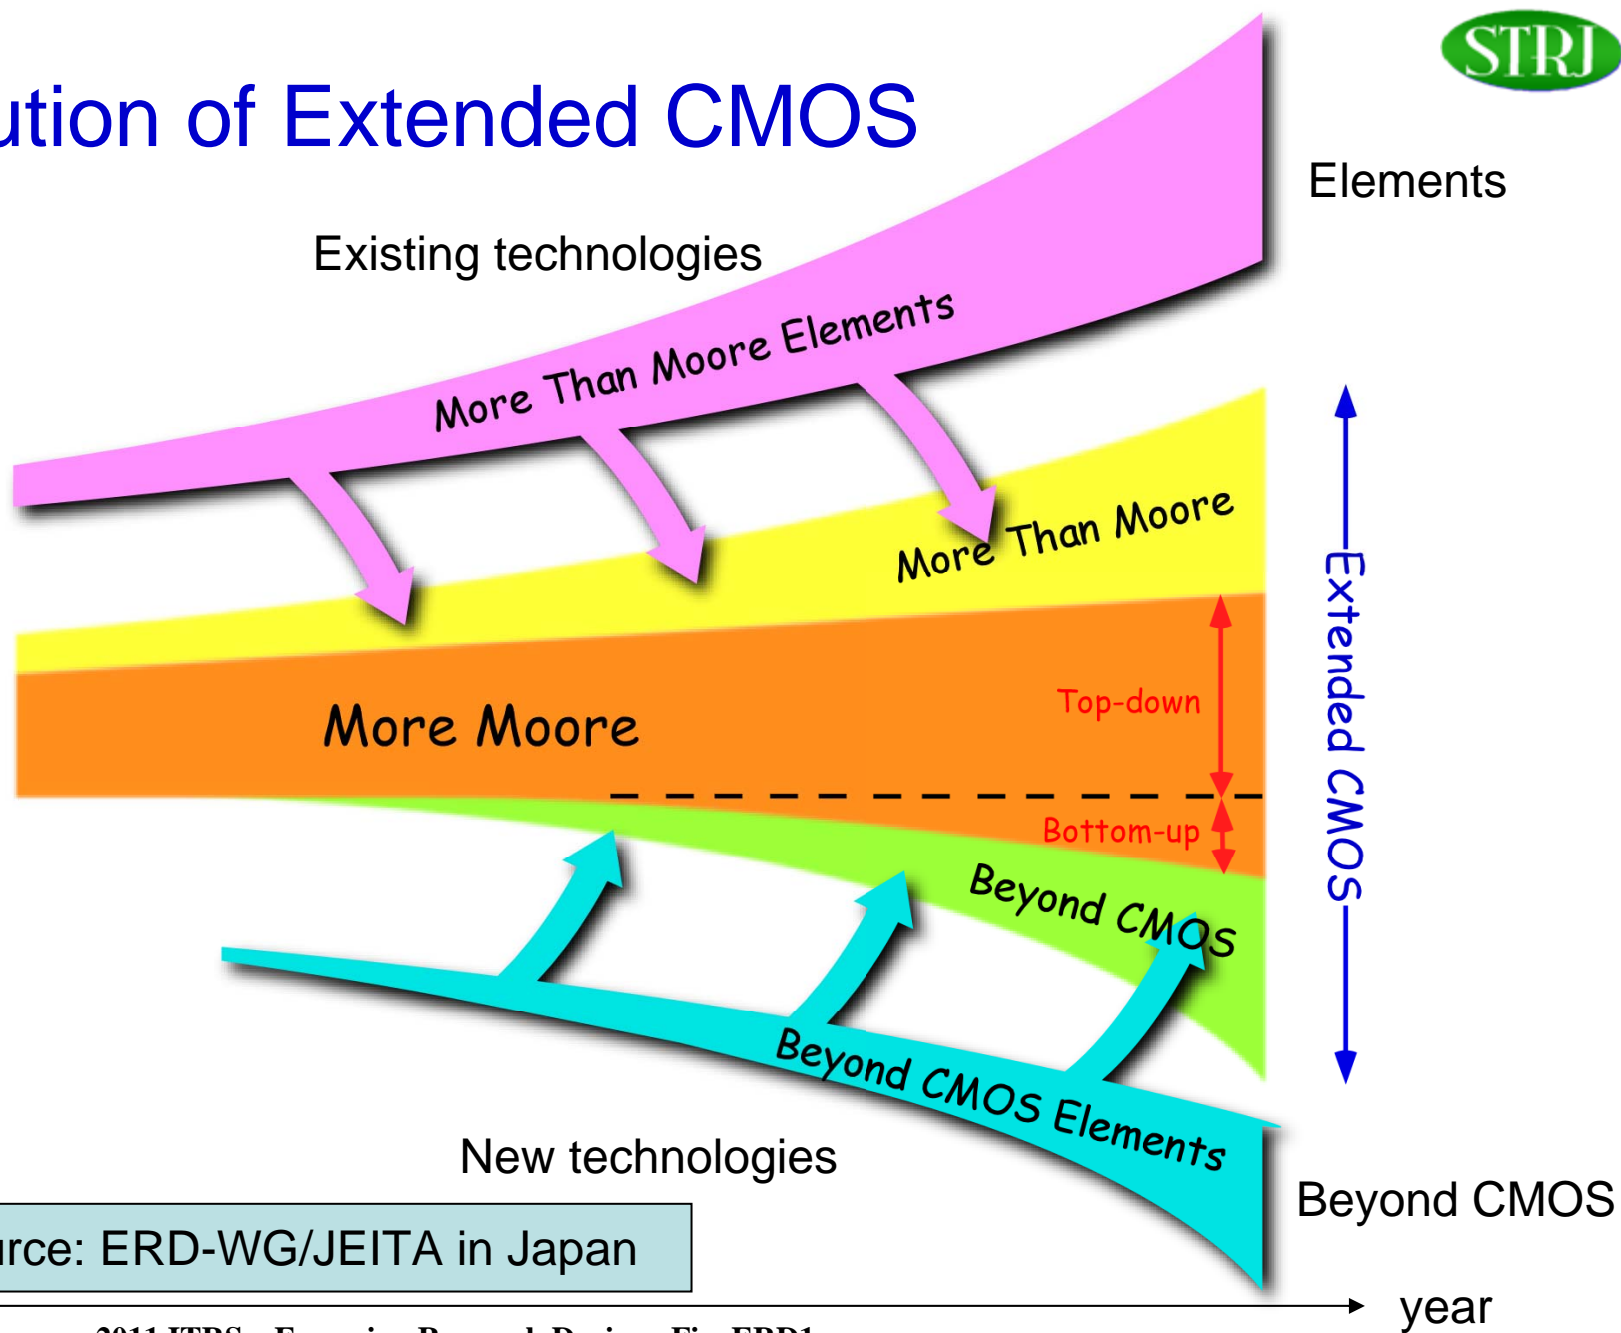 STRJ
ution of Extended CMOS
Elements
Existing technologies
More Than Moore Elements
More Than Moore
Top-down
More Moore
Extended CMOS
Bottom-up
Beyond CMOS
Beyond CMOS Elements
New technologies
Beyond CMOS
urce: ERD-WG/JEITA in Japan
year
2011 ITRS